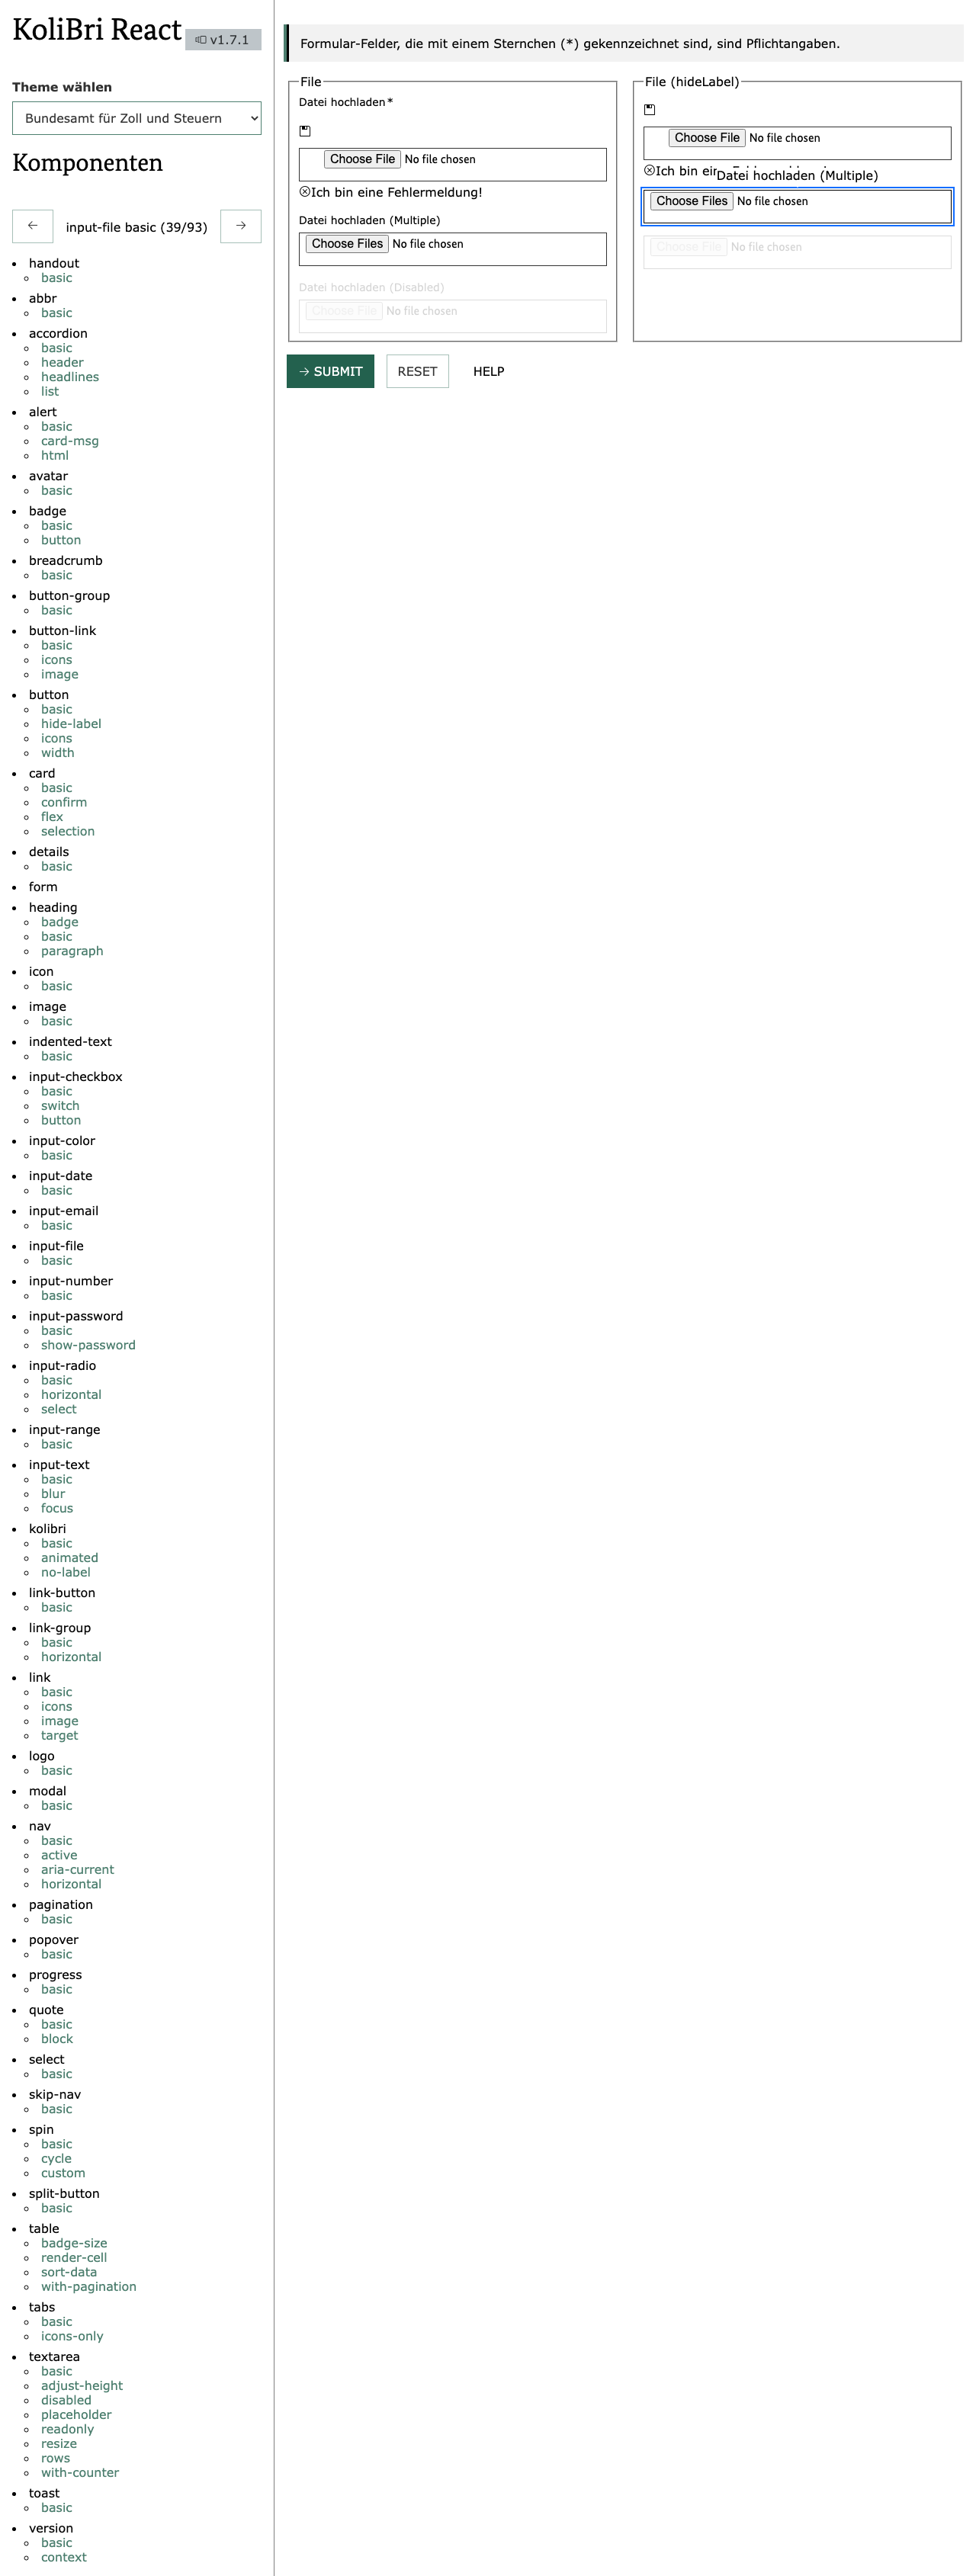 KoliBri React v1.7.1
Theme wählen
Bundesamt für Zoll und Steuern
Komponenten
input-file basic (39/93)
handout
basic
abbr
basic
accordion
basic
header
headlines
list
alert
basic
card-msg
html
avatar
basic
badge
basic
button
breadcrumb
basic
button-group
basic
button-link
basic
icons
image
button
basic
hide-label
icons
width
card
basic
confirm
flex
selection
details
basic
form
heading
badge
basic
paragraph
icon
basic
image
basic
indented-text
basic
input-checkbox
basic
switch
button
input-color
basic
input-date
basic
input-email
basic
input-file
basic
input-number
basic
input-password
basic
show-password
input-radio
basic
horizontal
select
input-range
basic
input-text
basic
blur
focus
kolibri
basic
animated
no-label
link-button
basic
link-group
basic
horizontal
link
basic
icons
image
target
logo
basic
modal
basic
nav
basic
active
aria-current
horizontal
pagination
basic
popover
basic
progress
basic
quote
basic
block
select
basic
skip-nav
basic
spin
basic
cycle
custom
split-button
basic
table
badge-size
render-cell
sort-data
with-pagination
tabs
basic
icons-only
textarea
basic
adjust-height
disabled
placeholder
readonly
resize
rows
with-counter
toast
basic
version
basic
context
Formular-Felder, die mit einem Sternchen (*) gekennzeichnet sind, sind Pflichtangaben.
File
Datei hochladen*
Choose File No file chosen
Ich bin eine Fehlermeldung!
Datei hochladen (Multiple)
Choose Files No file chosen
Datei hochladen (Disabled)
Choose File No file chosen
File (hideLabel)
Choose File No file chosen
Ich bin
Datei hochladen (Multiple)
Choose Files No file chosen
Choose File No file chosen
→ SUBMIT RESET HELP